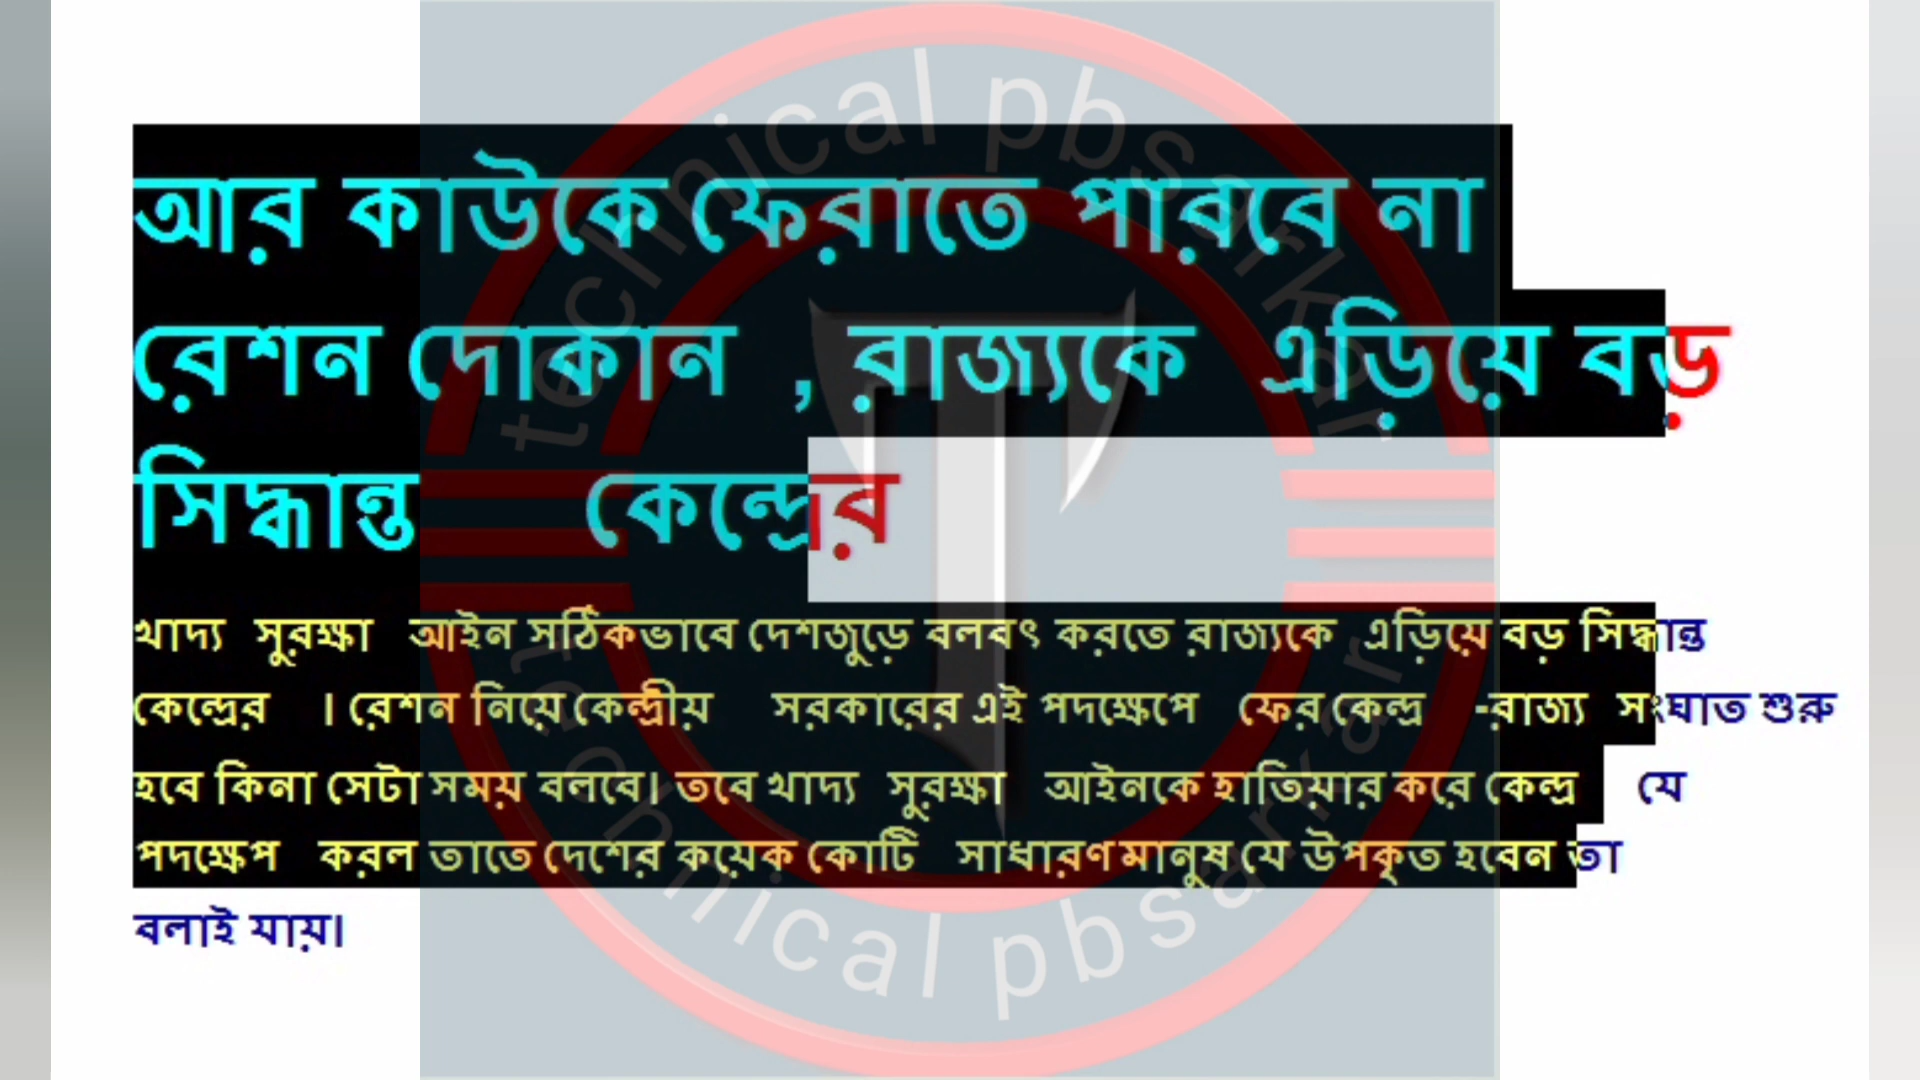 আর কাউকে ফেরাতে পারবে না
রেশন দোকান , রাজ্যকে এড়িয়ে বড়
সিদ্ধান্ত কেন্দ্রের
খাদ্য সুরক্ষা আইন সঠিকভাবে দেশজুড়ে বলবৎ করতে রাজ্যকে এড়িয়ে বড় সিদ্ধান্ত
কেন্দ্রের । রেশন নিয়ে কেন্দ্রীয় সরকারের এই পদক্ষেপে ফের কেন্দ্র -রাজ্য সংঘাত শুরু
হবে কিনা সেটা সময় বলবে। তবে খাদ্য সুরক্ষা আইনকে হাতিয়ার করে কেন্দ্র যে
পদক্ষেপ করল তাতে দেশের কয়েক কোটি সাধারণ মানুষ যে উপকৃত হবেন তা
বলাই যায়।
technical pbsarkar
T
technical pbsarkar